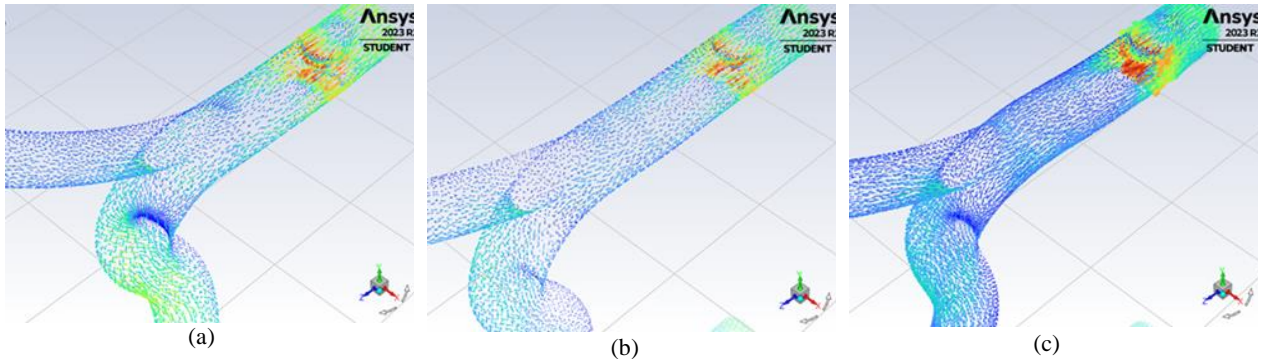 Ansys
2023 R
STUDENT
Y
Z
X
(a)
Ansys
2023 R
STUDENT
Y
Z
X
(b)
Ansys
2023 R
STUDENT
Y
Z
X
(c)